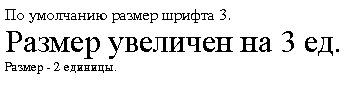 По умолчанию размер шрифта 3.
Размер увеличен на 3 ед.
Размер - 2 единицы.